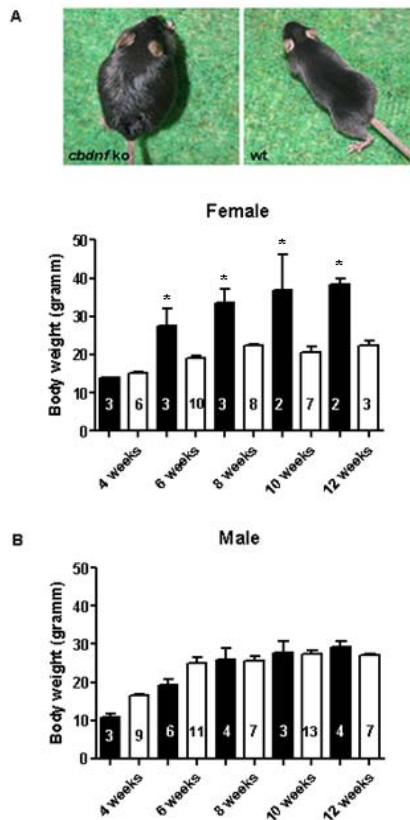 A
cbdnf ko
wt
Female
Body weight (gramm)
50
40
30
20
10
0
3
6
3
10
3
8
2
7
2
3
*
*
*
*
4 weeks
6 weeks
8 weeks
10 weeks
12 weeks
B
Male
Body weight (gramm)
50
40
30
20
10
0
3
9
6
11
4
7
3
13
4
7
4 weeks
6 weeks
8 weeks
10 weeks
12 weeks